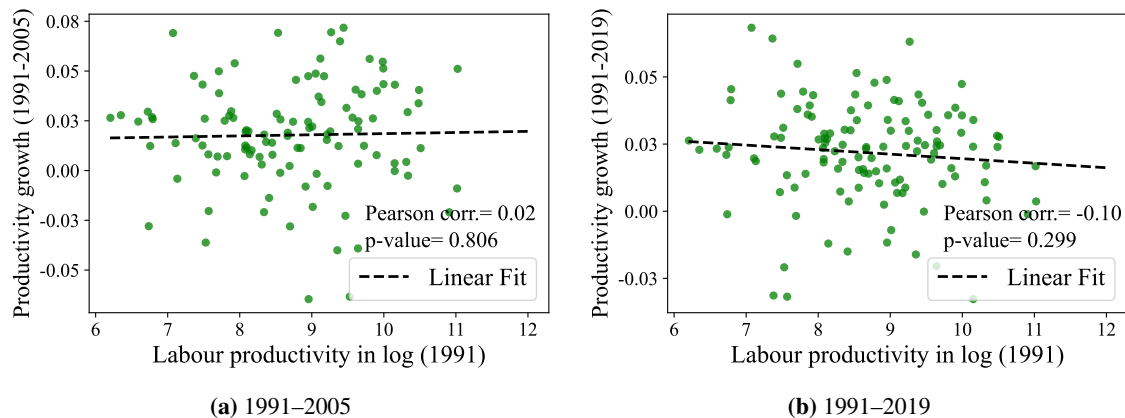 Productivity growth (1991-2005)
0.08
0.05
0.03
0.00
-0.03
-0.05
Pearson corr.= 0.02
p-value= 0.806
Linear Fit
6 7 8 9 10 11 12
Labour productivity in log (1991)
(a) 1991–2005
Productivity growth (1991-2019)
0.05
0.03
0.00
-0.03
Pearson corr.= -0.10
p-value= 0.299
Linear Fit
6 7 8 9 10 11 12
Labour productivity in log (1991)
(b) 1991–2019